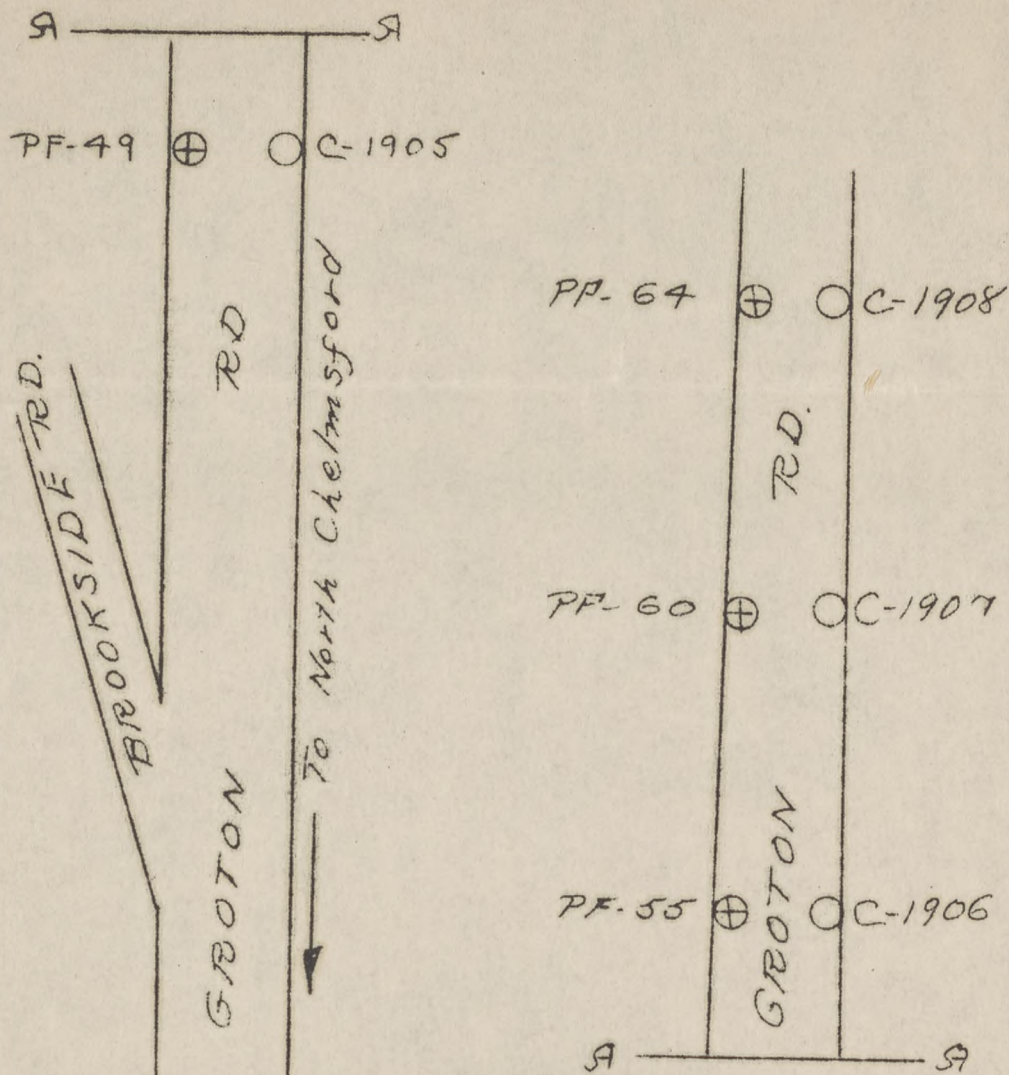 A A
PF-49 C-1905
RD
To North Chelmsford
BROOKSIDE RD.
GROTON
PF-64 C-1908
RD.
PF-60 C-1907
GROTON
PF-55 C-1906
A A